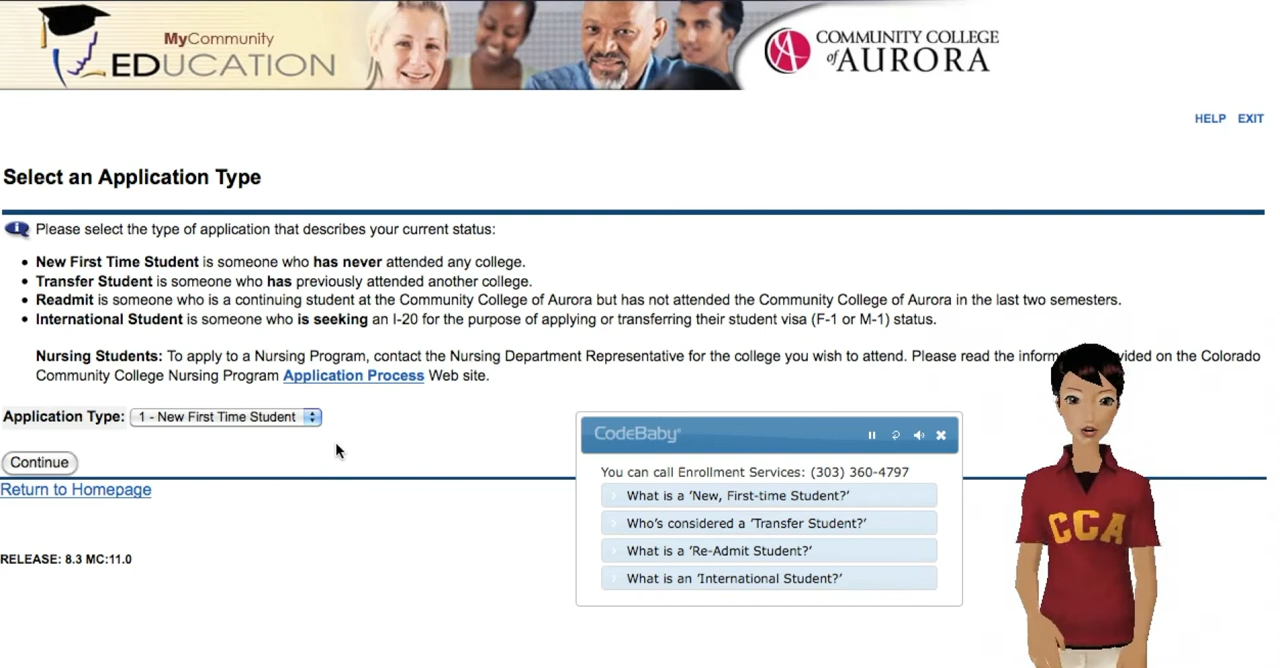 MyCommunity
EDUCATION
COMMUNITY COLLEGE
of AURORA
HELP EXIT
Select an Application Type
Please select the type of application that describes your current status:
• New First Time Student is someone who has never attended any college.
• Transfer Student is someone who has previously attended another college.
• Readmit is someone who is a continuing student at the Community College of Aurora but has not attended the Community College of Aurora in the last two semesters.
• International Student is someone who is seeking an I-20 for the purpose of applying or transferring their student visa (F-1 or M-1) status.
Nursing Students: To apply to a Nursing Program, contact the Nursing Department Representative for the college you wish to attend. Please read the on the Colorado
Community College Nursing Program Application Process Web site.
Application Type: 1 - New First Time Student
Continue
Return to Homepage
RELEASE: 8.3 MC:11.0
CodeBaby®
You can call Enrollment Services: (303) 360-4797
What is a 'New, First-time Student?'
Who's considered a 'Transfer Student?'
What is a 'Re-Admit Student?'
What is an 'International Student?'
CCA